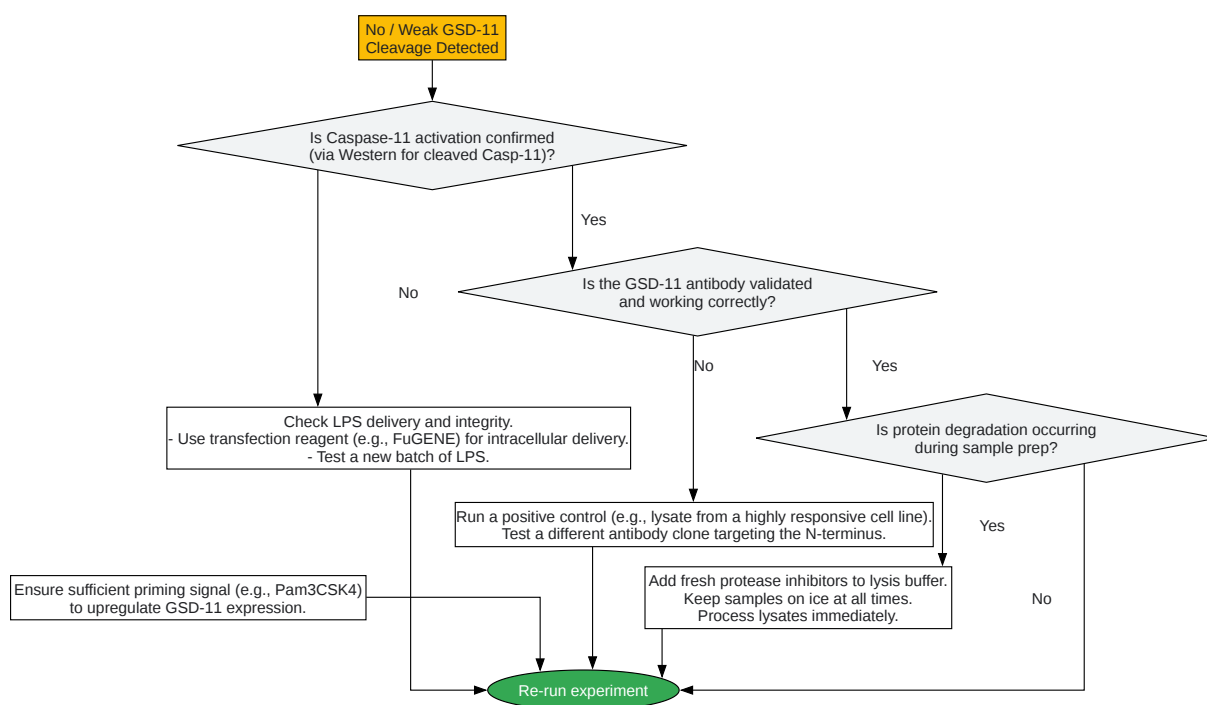 No / Weak GSD-11
Cleavage Detected
Is Caspase-11 activation confirmed
(via Western for cleaved Casp-11)?
Yes
Is the GSD-11 antibody validated
and working correctly?
No
No
Yes
Check LPS delivery and integrity.
- Use transfection reagent (e.g., FuGENE) for intracellular delivery.
- Test a new batch of LPS.
Is protein degradation occurring
during sample prep?
Run a positive control (e.g., lysate from a highly responsive cell line).
Test a different antibody clone targeting the N-terminus.
Yes
Ensure sufficient priming signal (e.g., Pam3CSK4)
to upregulate GSD-11 expression.
Add fresh protease inhibitors to lysis buffer.
Keep samples on ice at all times.
Process lysates immediately.
No
Re-run experiment